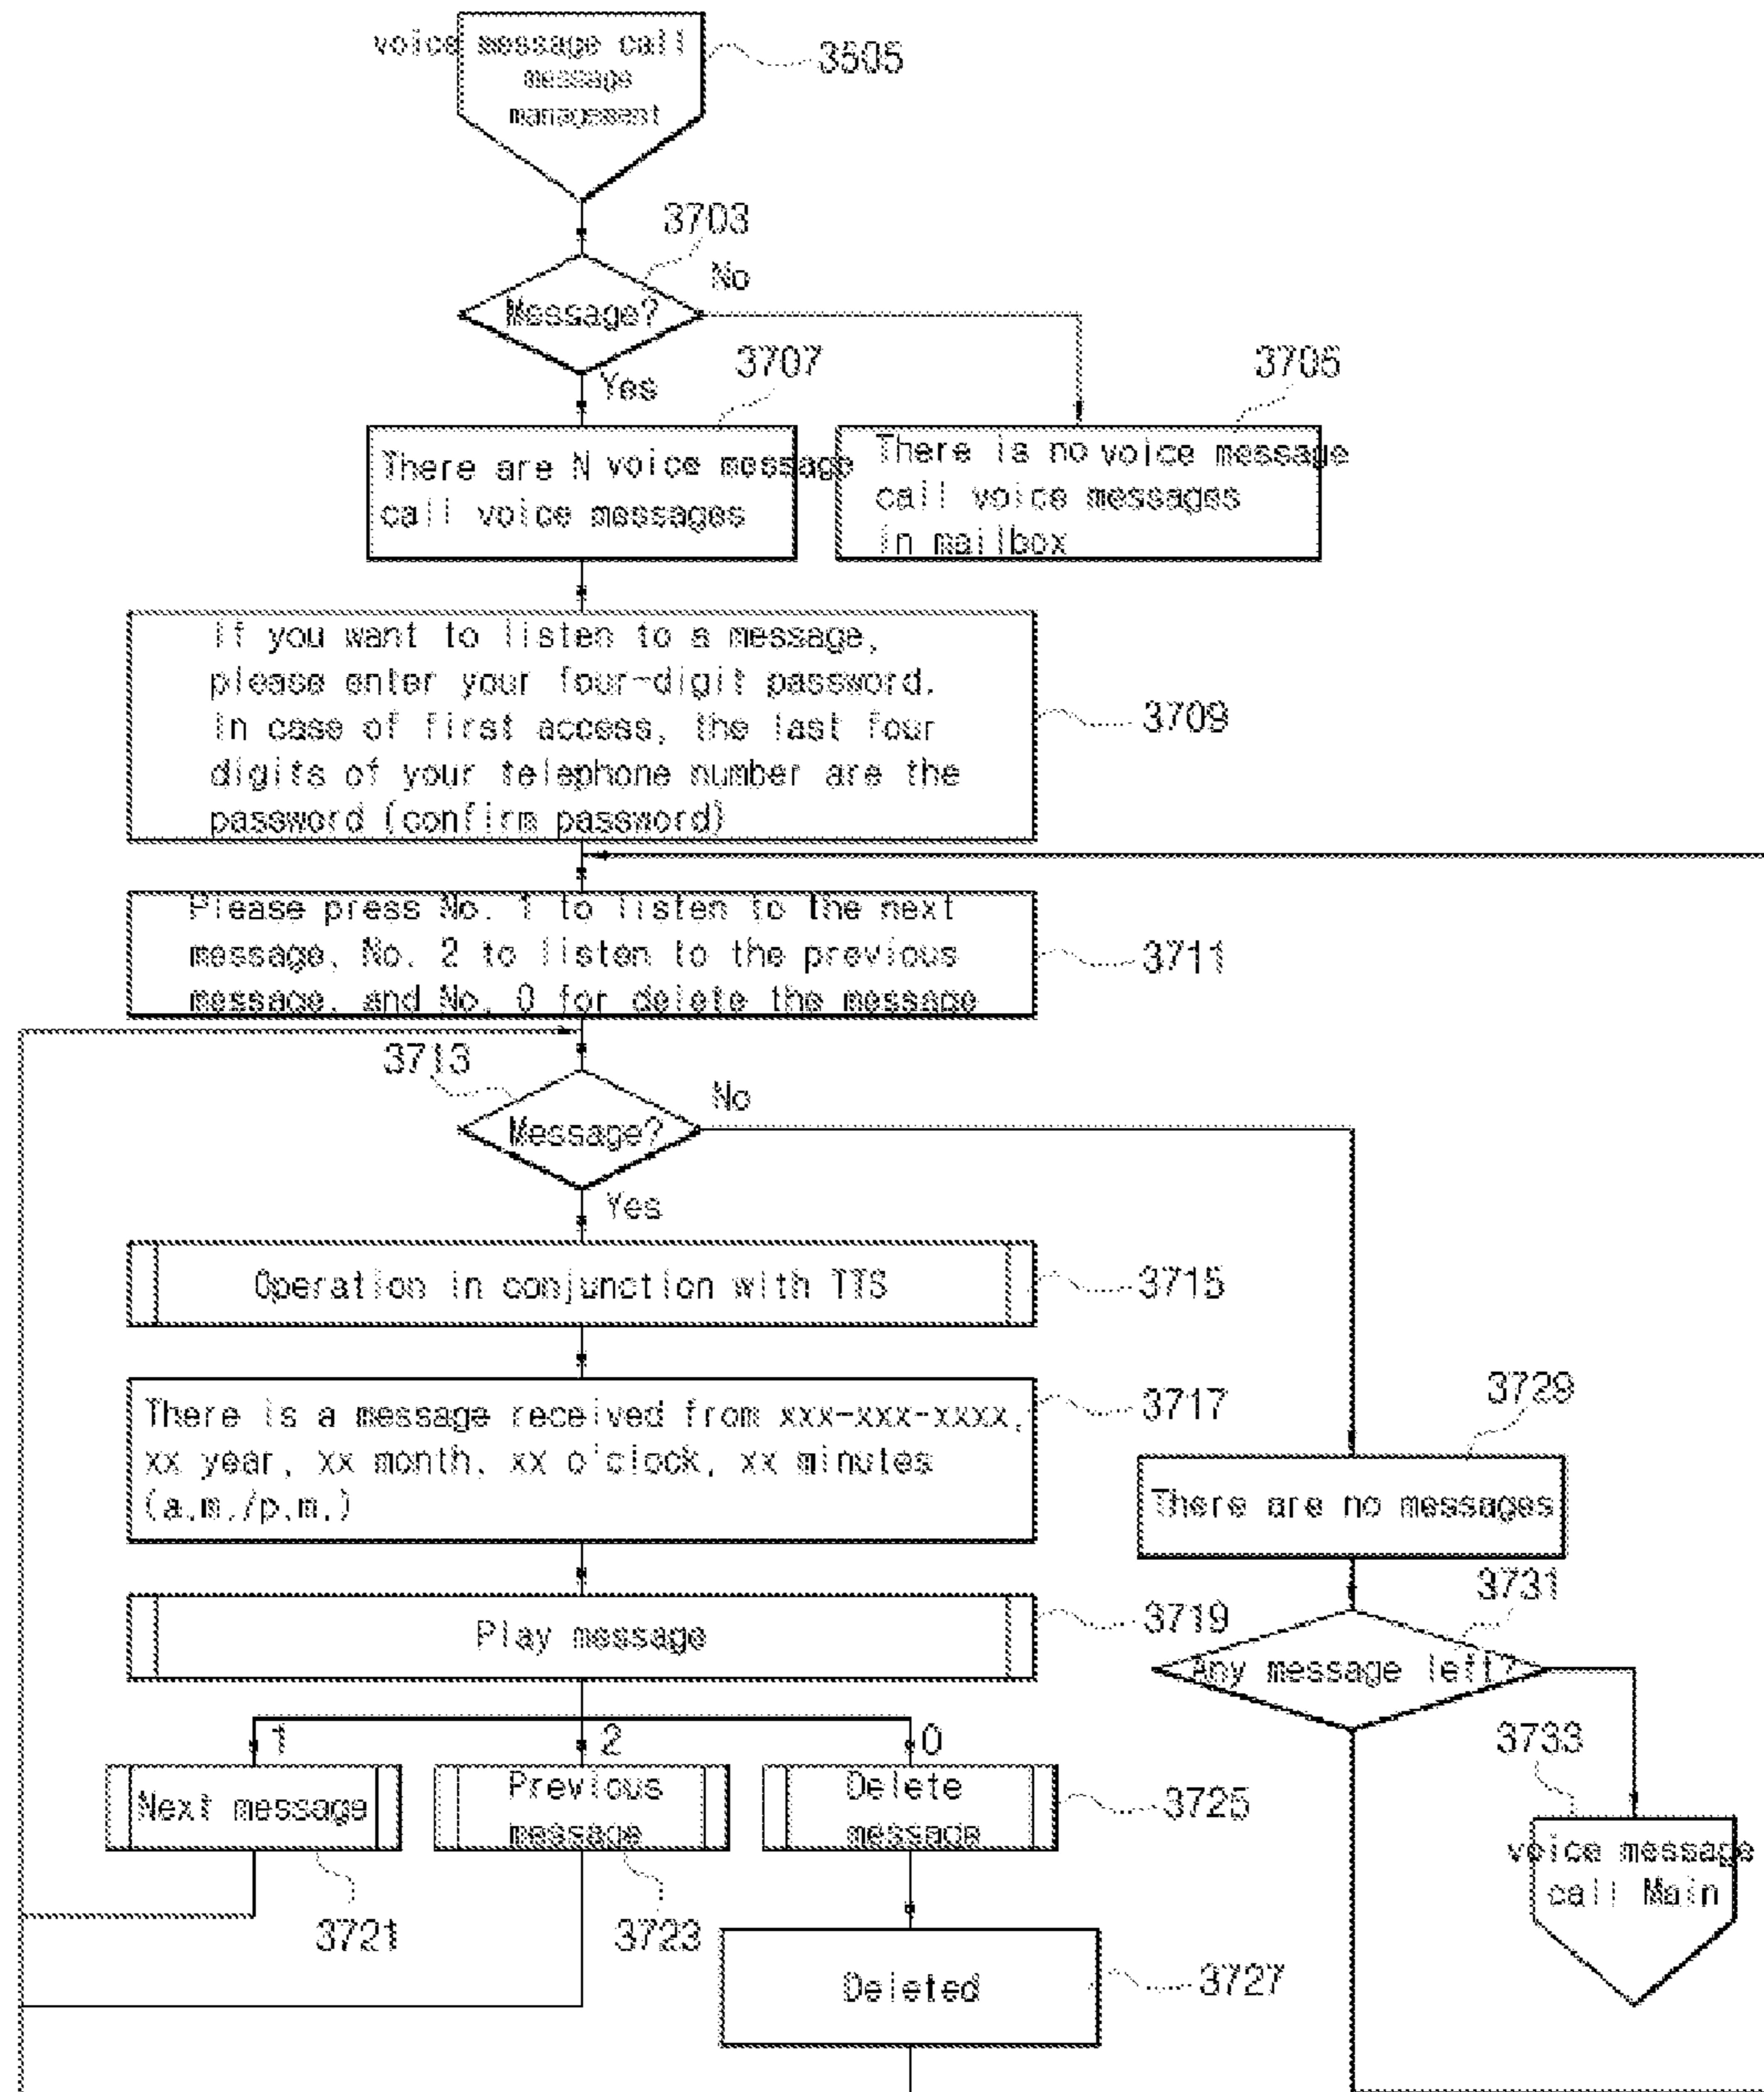 voice message call
message
management
3505
3703
Message?
No
Yes
3707
3705
There are N voice message
call voice messages
There is no voice message
call voice messages
in mailbox
If you want to listen to a message,
please enter your four-digit password.
In case of first access, the last four
digits of your telephone number are the
password (confirm password)
3709
Please press No. 1 to listen to the next
message, No. 2 to listen to the previous
message, and No. 0 for delete the message
3711
3713
Message?
No
Yes
Operation in conjunction with TTS
3715
There is a message received from xxx-xxx-xxxx,
xx year, xx month, xx o'clock, xx minutes
(a.m./p.m.)
3717
3729
There are no messages
Play message
3719
3731
Any message left?
1
2
0
Next message
Previous
message
Delete
message
3725
3721
3723
3733
voice message
call Main
Deleted
3727